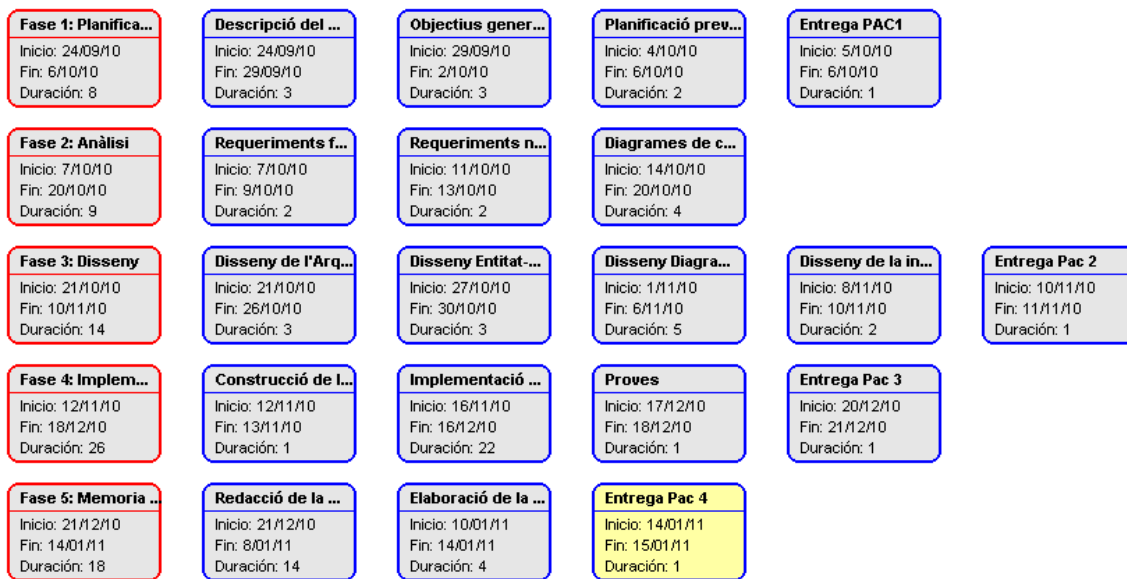 Fase 1: Planifica...
Inicio: 24/09/10
Fin: 6/10/10
Duración: 8
Descripció del ...
Inicio: 24/09/10
Fin: 29/09/10
Duración: 3
Objectius gener...
Inicio: 29/09/10
Fin: 2/10/10
Duración: 3
Planificació prev...
Inicio: 4/10/10
Fin: 6/10/10
Duración: 2
Entrega PAC1
Inicio: 5/10/10
Fin: 6/10/10
Duración: 1
Fase 2: Anàlisi
Inicio: 7/10/10
Fin: 20/10/10
Duración: 9
Requeriments f...
Inicio: 7/10/10
Fin: 9/10/10
Duración: 2
Requeriments n...
Inicio: 11/10/10
Fin: 13/10/10
Duración: 2
Diagrames de c...
Inicio: 14/10/10
Fin: 20/10/10
Duración: 4
Fase 3: Disseny
Inicio: 21/10/10
Fin: 10/11/10
Duración: 14
Disseny de l'Arq...
Inicio: 21/10/10
Fin: 26/10/10
Duración: 3
Disseny Entitat-...
Inicio: 27/10/10
Fin: 30/10/10
Duración: 3
Disseny Diagra...
Inicio: 1/11/10
Fin: 6/11/10
Duración: 5
Disseny de la in...
Inicio: 8/11/10
Fin: 10/11/10
Duración: 2
Entrega Pac 2
Inicio: 10/11/10
Fin: 11/11/10
Duración: 1
Fase 4: Implem...
Inicio: 12/11/10
Fin: 18/12/10
Duración: 26
Construcció de l...
Inicio: 12/11/10
Fin: 13/11/10
Duración: 1
Implementació ...
Inicio: 16/11/10
Fin: 16/12/10
Duración: 22
Proves
Inicio: 17/12/10
Fin: 18/12/10
Duración: 1
Entrega Pac 3
Inicio: 20/12/10
Fin: 21/12/10
Duración: 1
Fase 5: Memoria ...
Inicio: 21/12/10
Fin: 14/01/11
Duración: 18
Redacció de la ...
Inicio: 21/12/10
Fin: 8/01/11
Duración: 14
Elaboració de la ...
Inicio: 10/01/11
Fin: 14/01/11
Duración: 4
Entrega Pac 4
Inicio: 14/01/11
Fin: 15/01/11
Duración: 1